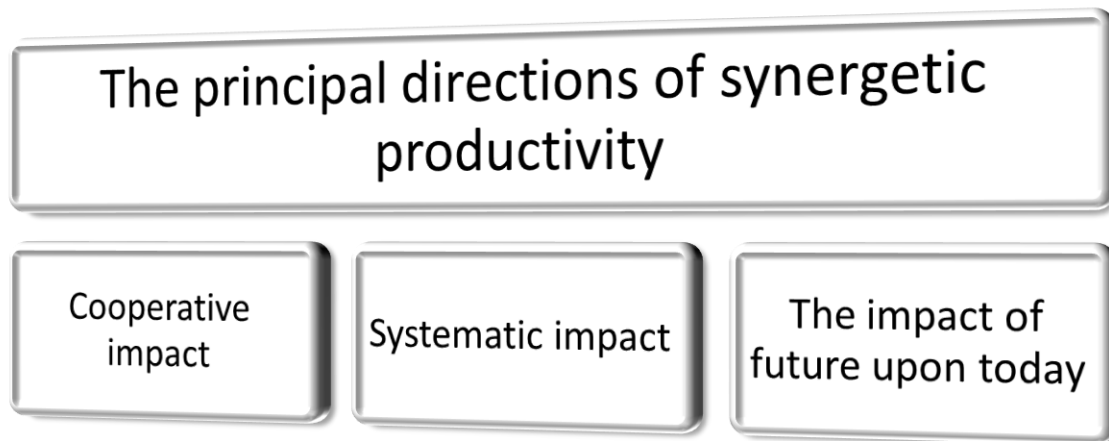 The principal directions of synergetic
productivity
Cooperative
impact
Systematic impact
The impact of
future upon today